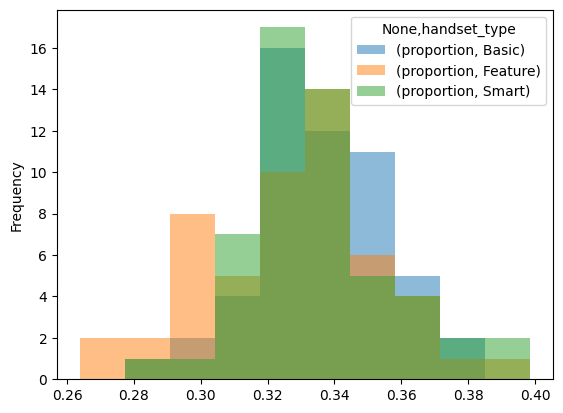 None,handset_type
(proportion, Basic)
(proportion, Feature)
(proportion, Smart)
Frequency
16
14
12
10
8
6
4
2
0
0.26 0.28 0.30 0.32 0.34 0.36 0.38 0.40